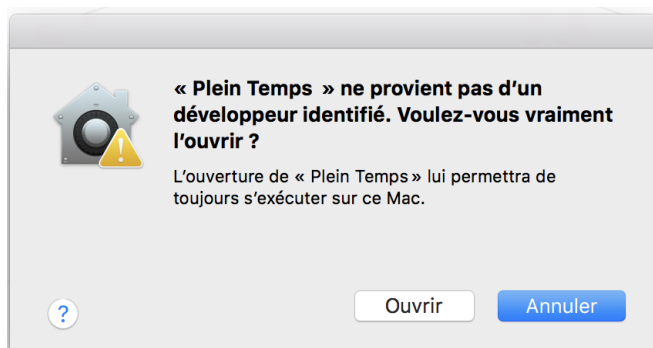 « Plein Temps  » ne provient pas d’un
développeur identifié. Voulez-vous vraiment
l’ouvrir ?
L’ouverture de « Plein Temps » lui permettra de
toujours s’exécuter sur ce Mac.
?
Ouvrir
Annuler